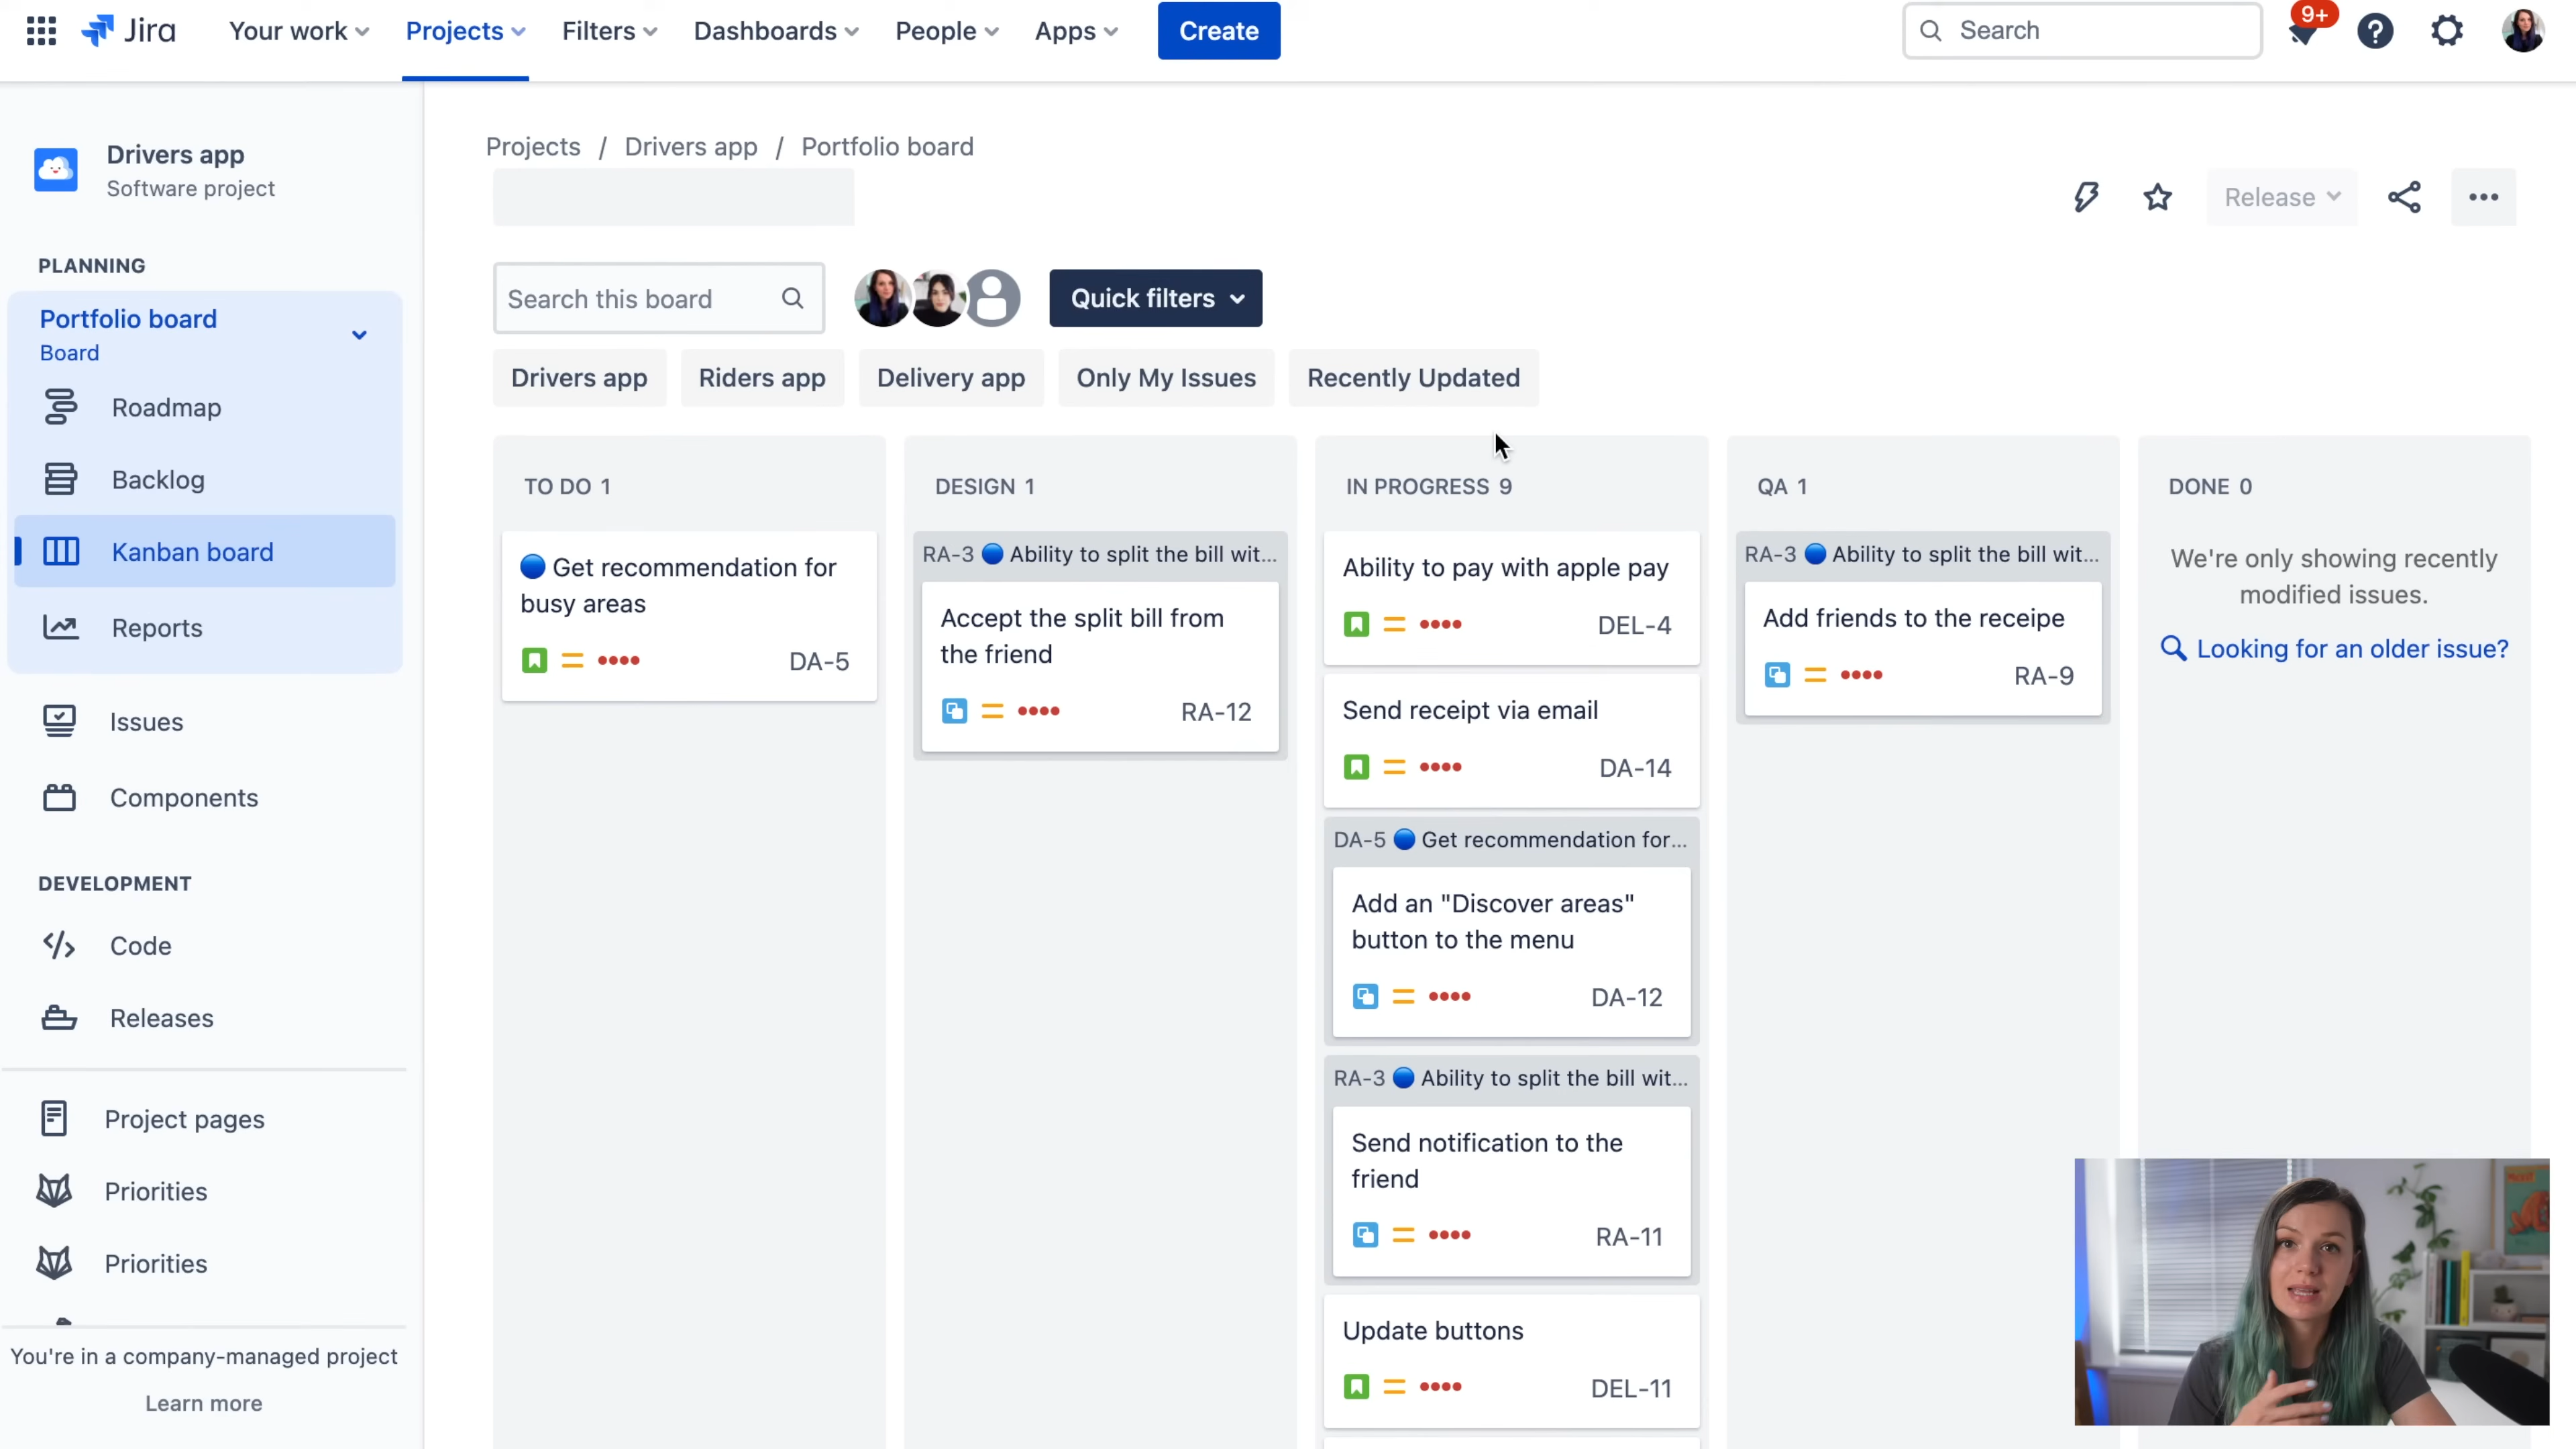 Jira
Your work
Projects
Filters
Dashboards
People
Apps
Create
Search
9+
Drivers app
Software project
PLANNING
Portfolio board
Board
Roadmap
Backlog
Kanban board
Reports
Issues
Components
DEVELOPMENT
Code
Releases
Project pages
Priorities
Priorities
You're in a company-managed project
Learn more
Projects / Drivers app / Portfolio board
Release
Search this board
Quick filters
Drivers app
Riders app
Delivery app
Only My Issues
Recently Updated
TO DO 1
Get recommendation for
busy areas
DA-5
DESIGN 1
RA-3 Ability to split the bill wit...
Accept the split bill from
the friend
RA-12
IN PROGRESS 9
Ability to pay with apple pay
DEL-4
Send receipt via email
DA-14
DA-5 Get recommendation for...
Add an "Discover areas"
button to the menu
DA-12
RA-3 Ability to split the bill wit...
Send notification to the
friend
RA-11
Update buttons
DEL-11
QA 1
RA-3 Ability to split the bill wit...
Add friends to the receipe
RA-9
DONE 0
We're only showing recently
modified issues.
Looking for an older issue?